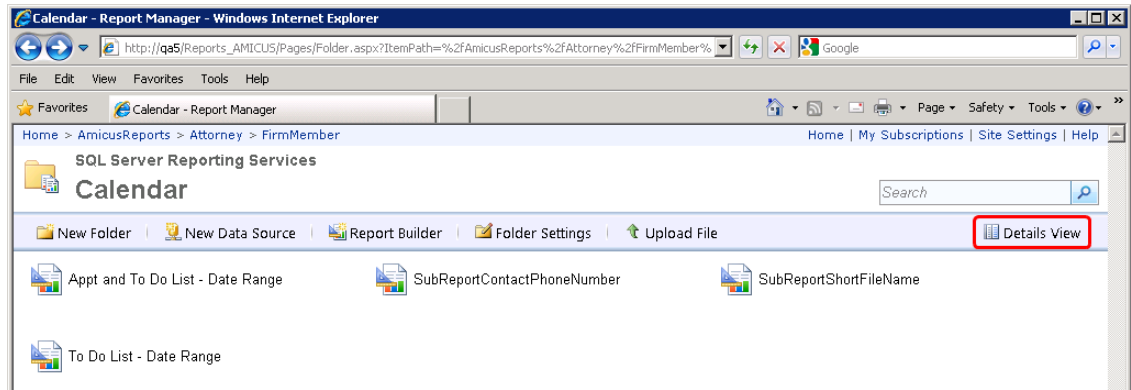 Calendar - Report Manager - Windows Internet Explorer
http://qa5/Reports_AMICUS/Pages/Folder.aspx?ItemPath=%2fAmicusReports%2fAttorney%2fFirmMember% Google
File Edit View Favorites Tools Help
Favorites Calendar - Report Manager Page Safety Tools »
Home > AmicusReports > Attorney > FirmMember Home | My Subscriptions | Site Settings | Help
SQL Server Reporting Services
Calendar
Search
New Folder New Data Source Report Builder Folder Settings Upload File Details View
Appt and To Do List - Date Range SubReportContactPhoneNumber SubReportShortFileName
To Do List - Date Range